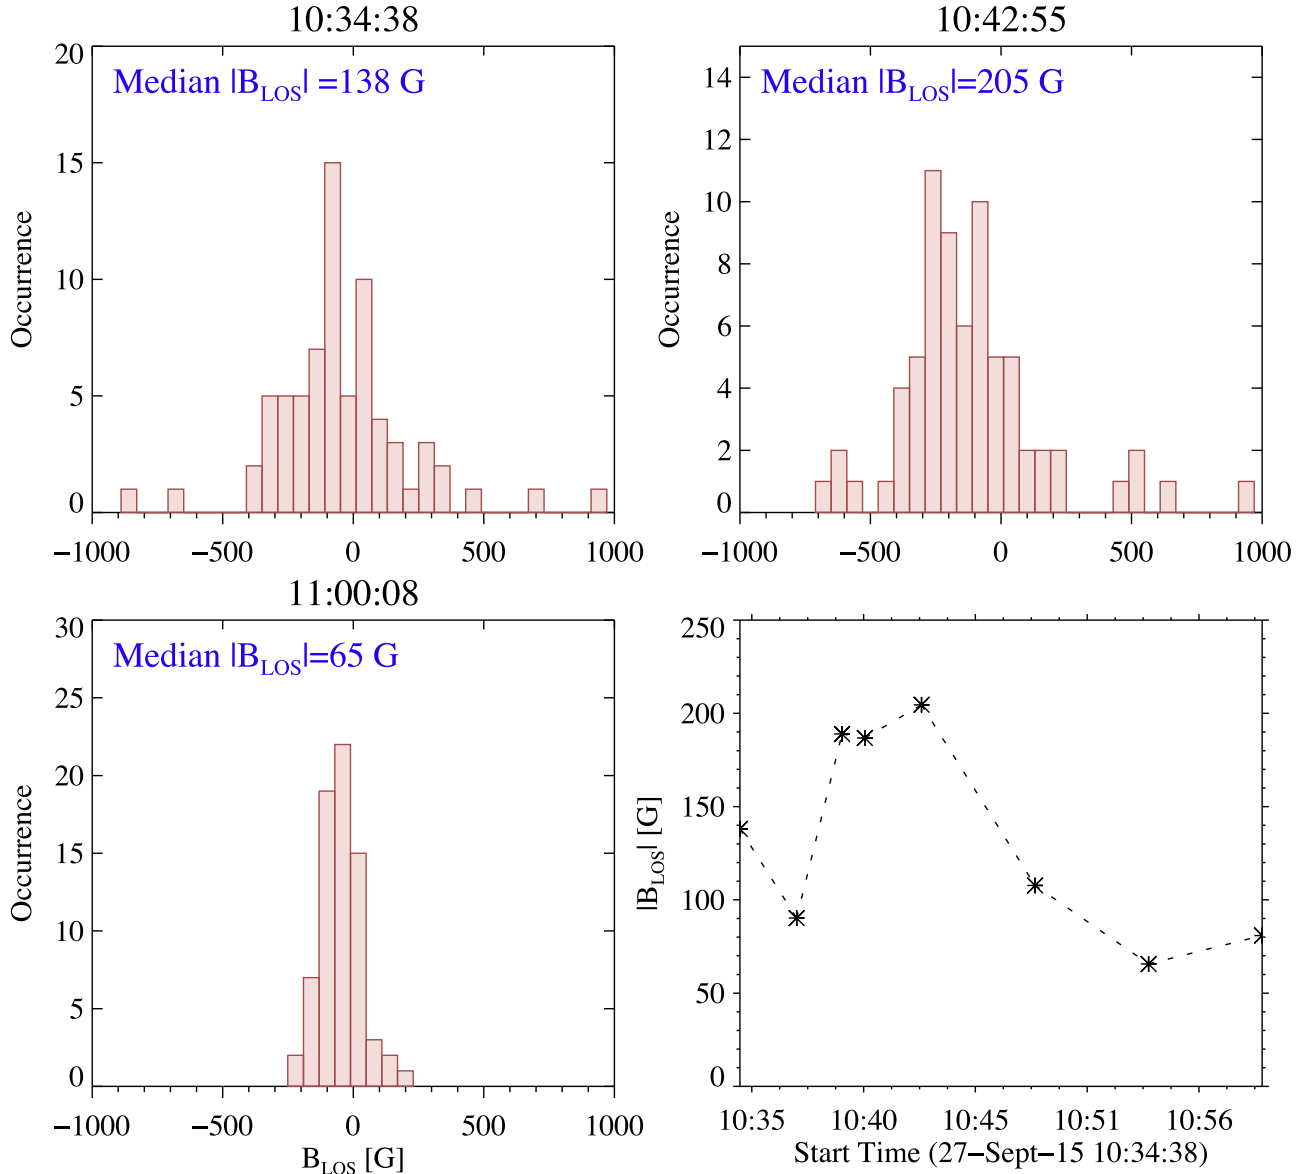 10:34:38
Median |B_LOS| =138 G
Occurrence
20
15
10
5
0
−1000 −500 0 500 1000
10:42:55
Median |B_LOS|=205 G
Occurrence
14
12
10
8
6
4
2
0
−1000 −500 0 500 1000
11:00:08
Median |B_LOS|=65 G
Occurrence
30
25
20
15
10
5
0
−1000 −500 0 500 1000
B_LOS [G]
|B_LOS| [G]
250
200
150
100
50
0
10:35 10:40 10:45 10:51 10:56
Start Time (27−Sept−15 10:34:38)